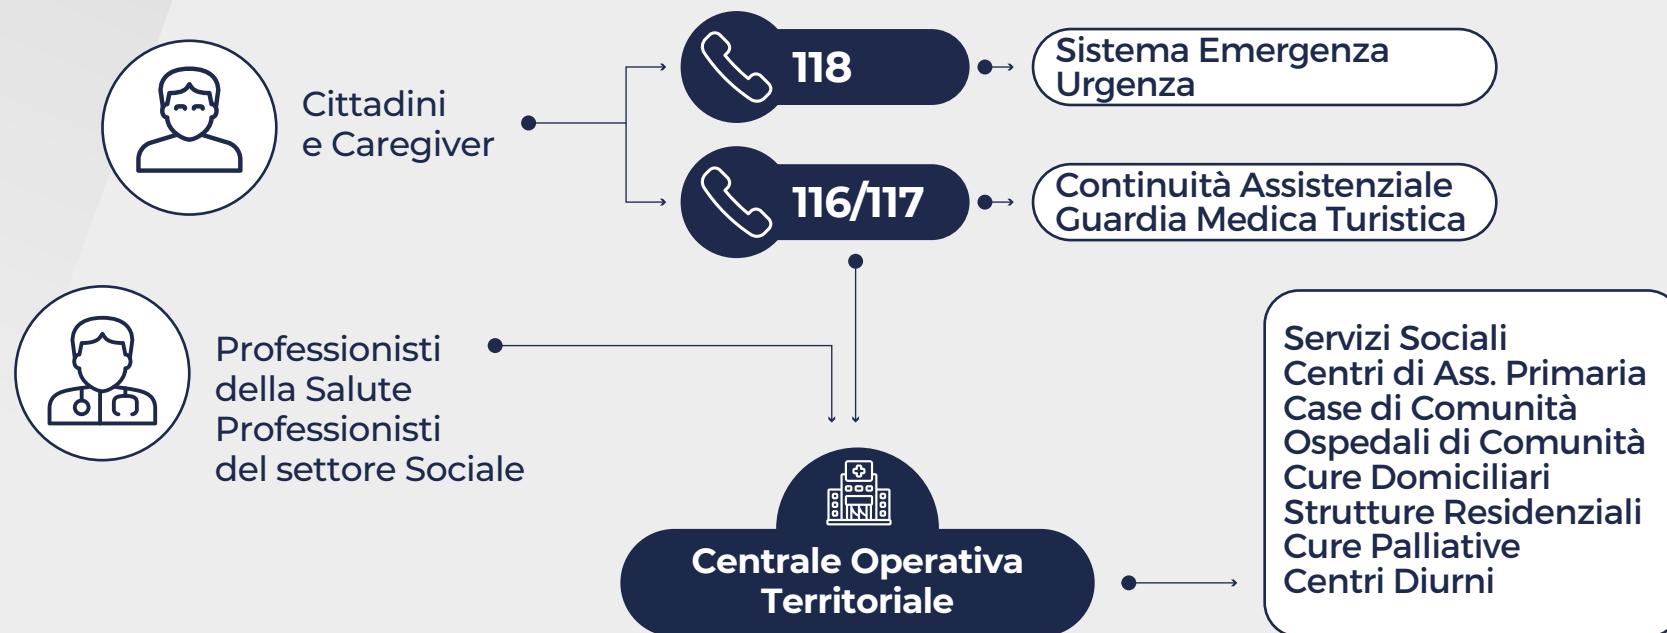 Cittadini
e Caregiver
118
Sistema Emergenza
Urgenza
116/117
Continuità Assistenziale
Guardia Medica Turistica
Professionisti
della Salute
Professionisti
del settore Sociale
Centrale Operativa
Territoriale
Servizi Sociali
Centri di Ass. Primaria
Case di Comunità
Ospedali di Comunità
Cure Domiciliari
Strutture Residenziali
Cure Palliative
Centri Diurni